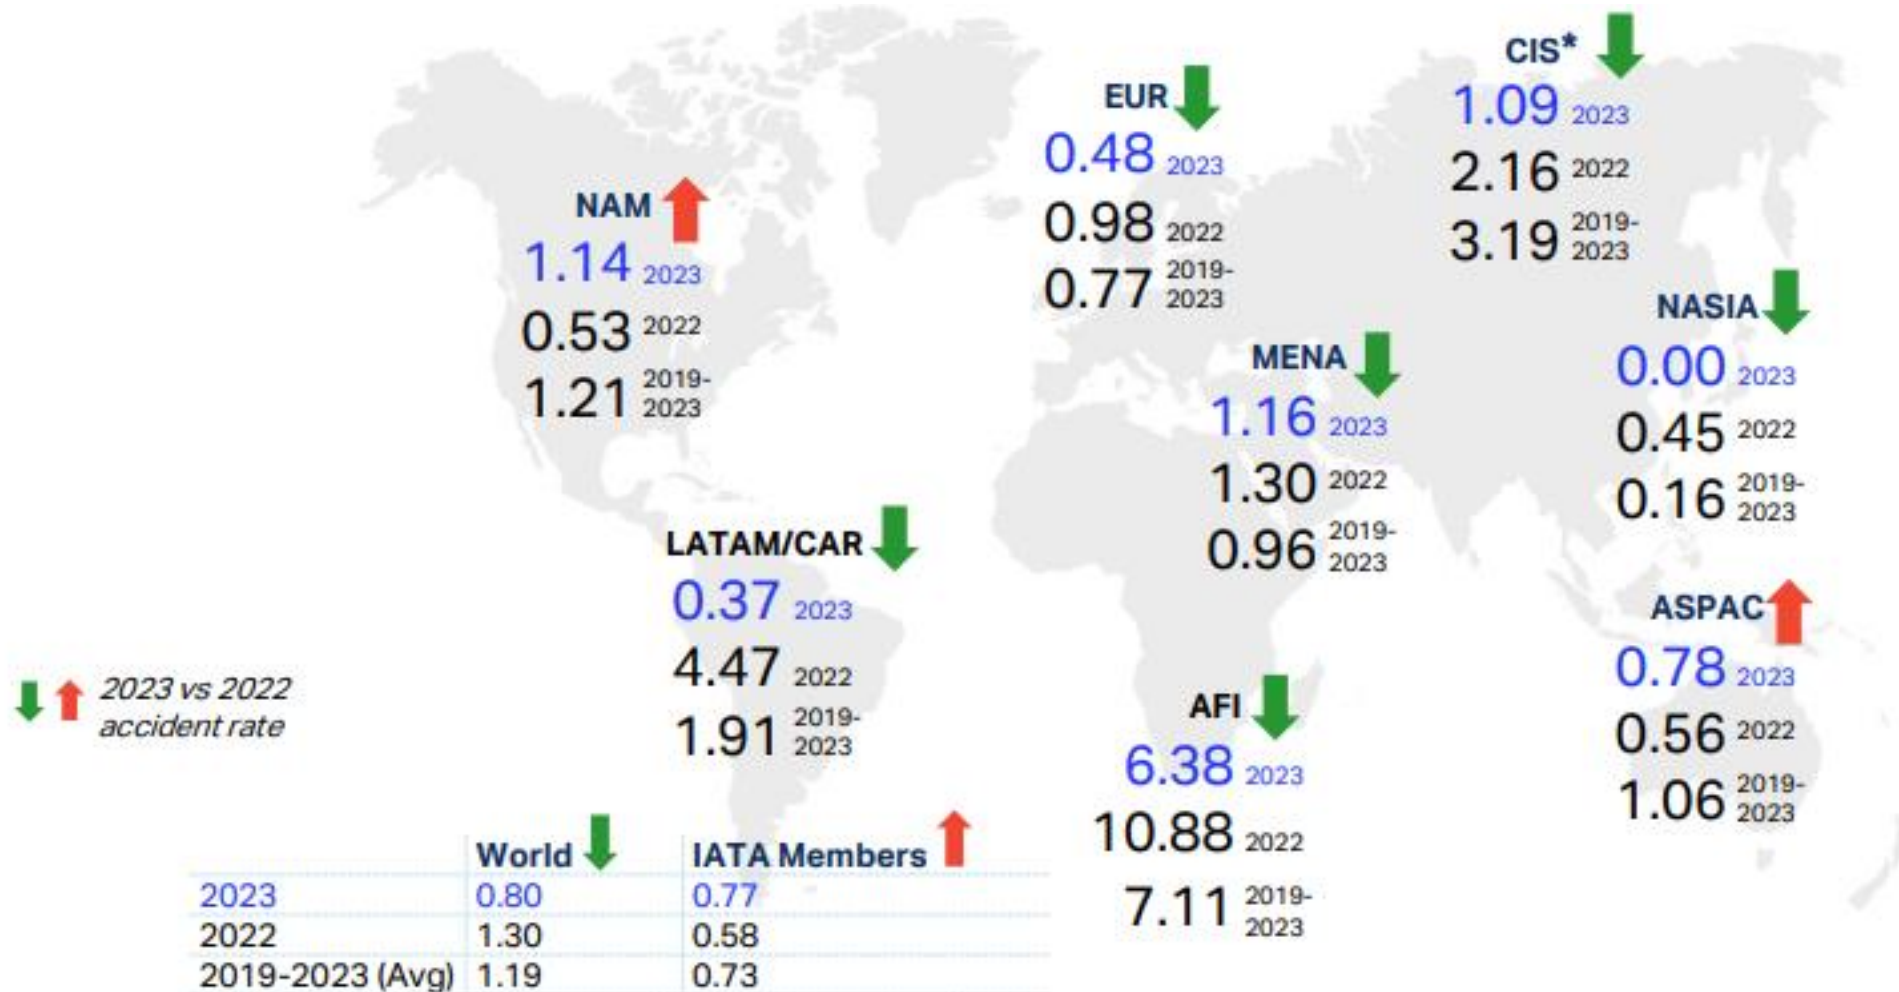 NAM
1.14 2023
0.53 2022
1.21 2019-
2023
EUR
0.48 2023
0.98 2022
0.77 2019-
2023
CIS*
1.09 2023
2.16 2022
3.19 2019-
2023
NASIA
0.00 2023
0.45 2022
0.16 2019-
2023
MENA
1.16 2023
1.30 2022
0.96 2019-
2023
LATAM/CAR
0.37 2023
4.47 2022
1.91 2019-
2023
ASPAC
0.78 2023
0.56 2022
1.06 2019-
2023
AFI
6.38 2023
10.88 2022
7.11 2019-
2023
2023 vs 2022
accident rate
World IATA Members
2023 0.80 0.77
2022 1.30 0.58
2019-2023 (Avg) 1.19 0.73